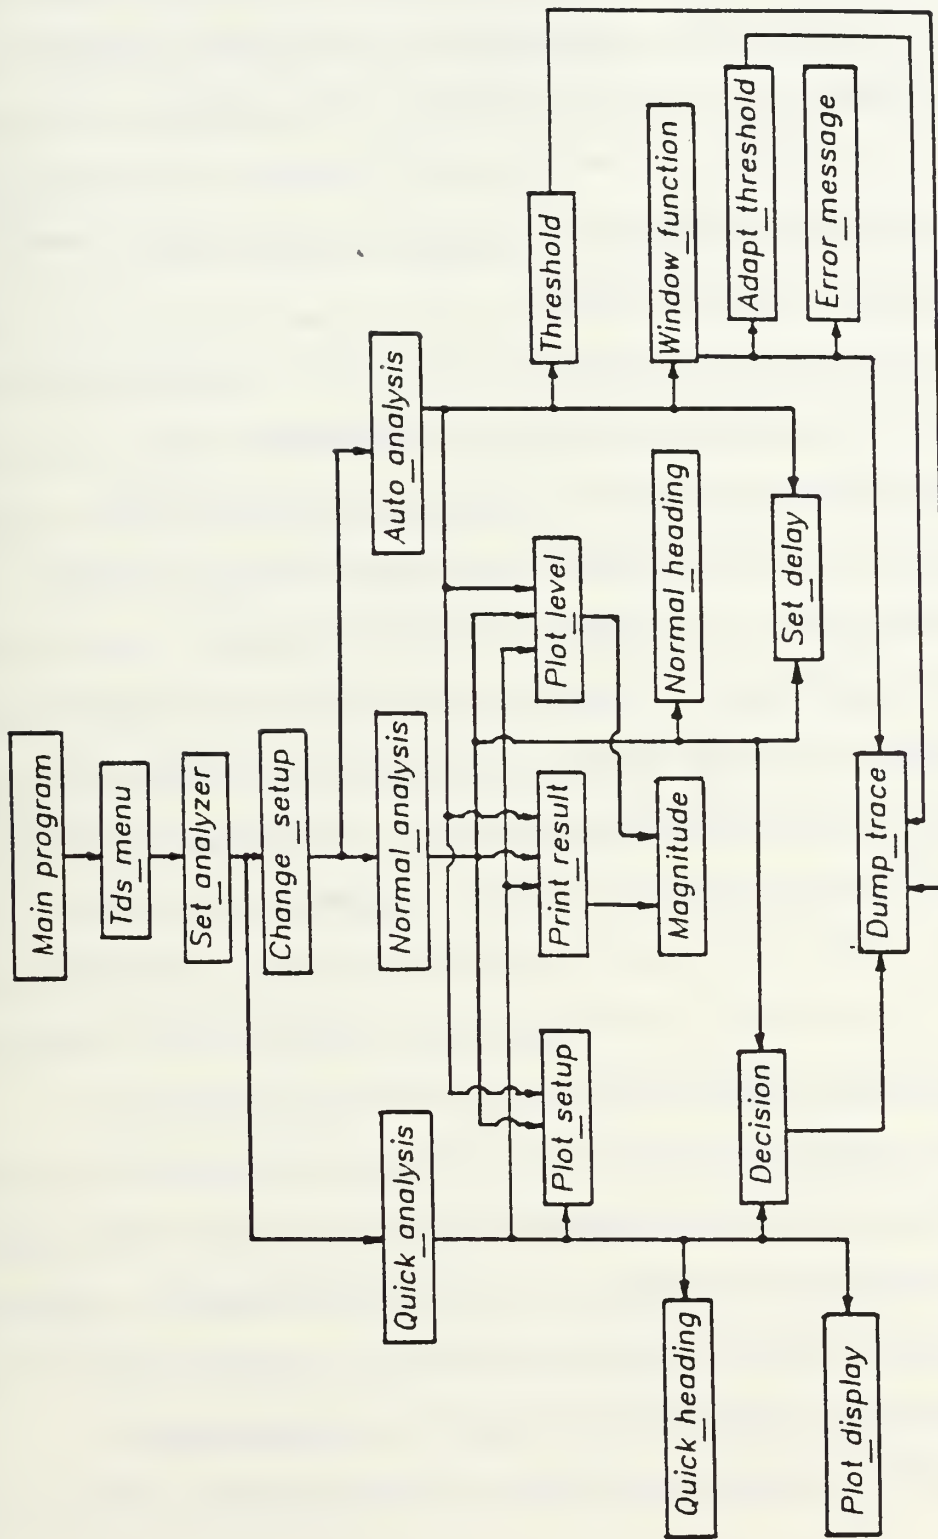 Main program
Tds_menu
Set_analyzer
Change_setup
Quick_analysis
Normal_analysis
Auto_analysis
Plot_setup
Print_result
Plot_level
Threshold
Quick_heading
Magnitude
Normal_heading
Window_function
Decision
Set_delay
Adapt_threshold
Plot_display
Dump_trace
Error_message